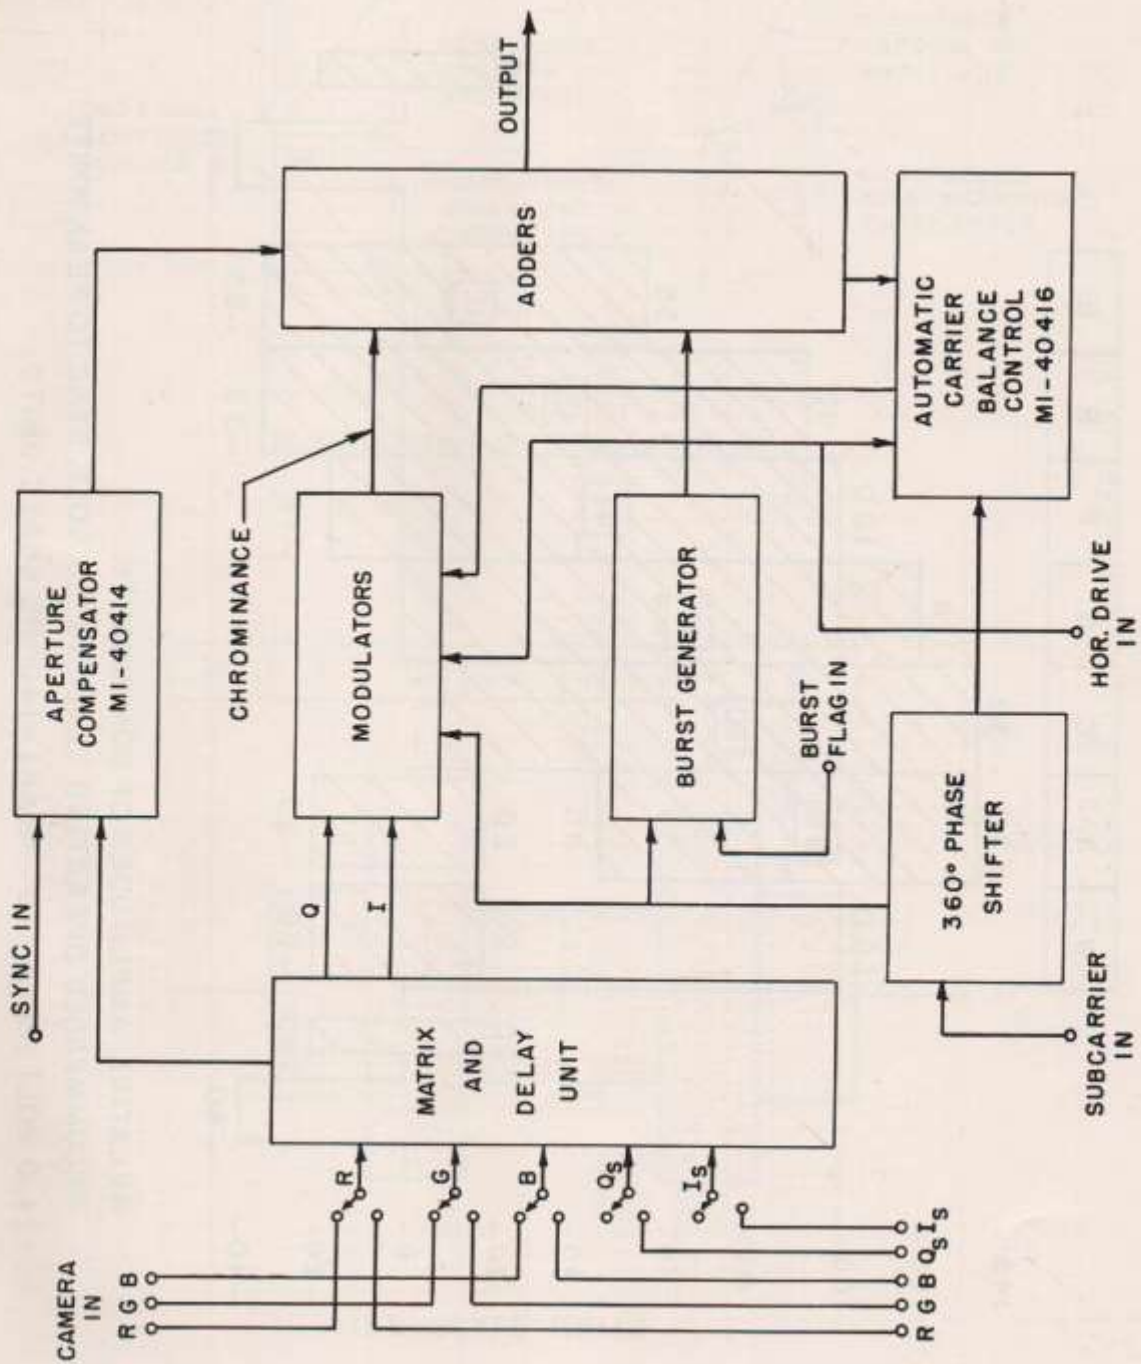 CAMERA
IN
R G B
R
G
B
Qs
Is
R G B Qs Is
MATRIX
AND
DELAY
UNIT
SYNC IN
Q
I
APERTURE
COMPENSATOR
MI-40414
CHROMINANCE
MODULATORS
BURST GENERATOR
BURST
FLAG IN
SUBCARRIER
IN
360° PHASE
SHIFTER
HOR. DRIVE
IN
ADDERS
AUTOMATIC
CARRIER
BALANCE
CONTROL
MI-40416
OUTPUT